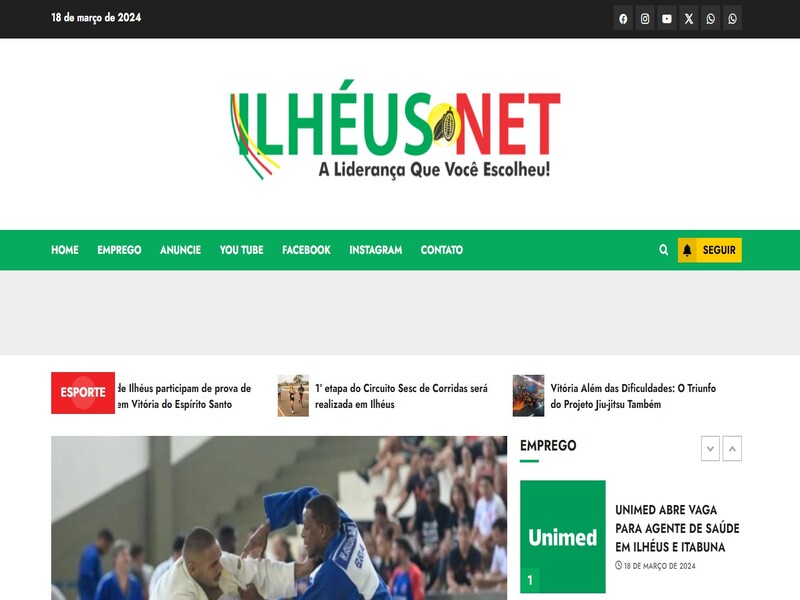 18 de março de 2024
ILHÉUS NET
A Liderança Que Você Escolheu!
HOME EMPREGO ANUNCIE YOU TUBE FACEBOOK INSTAGRAM CONTATO SEGUIR
ESPORTE
de Ilhéus participam de prova de
em Vitória do Espírito Santo
1ª etapa do Circuito Sesc de Corridas será
realizada em Ilhéus
Vitória Além das Dificuldades: O Triunfo
do Projeto Jiu-jitsu Também
EMPREGO
Unimed
1
UNIMED ABRE VAGA
PARA AGENTE DE SAÚDE
EM ILHÉUS E ITABUNA
18 DE MARÇO DE 2024